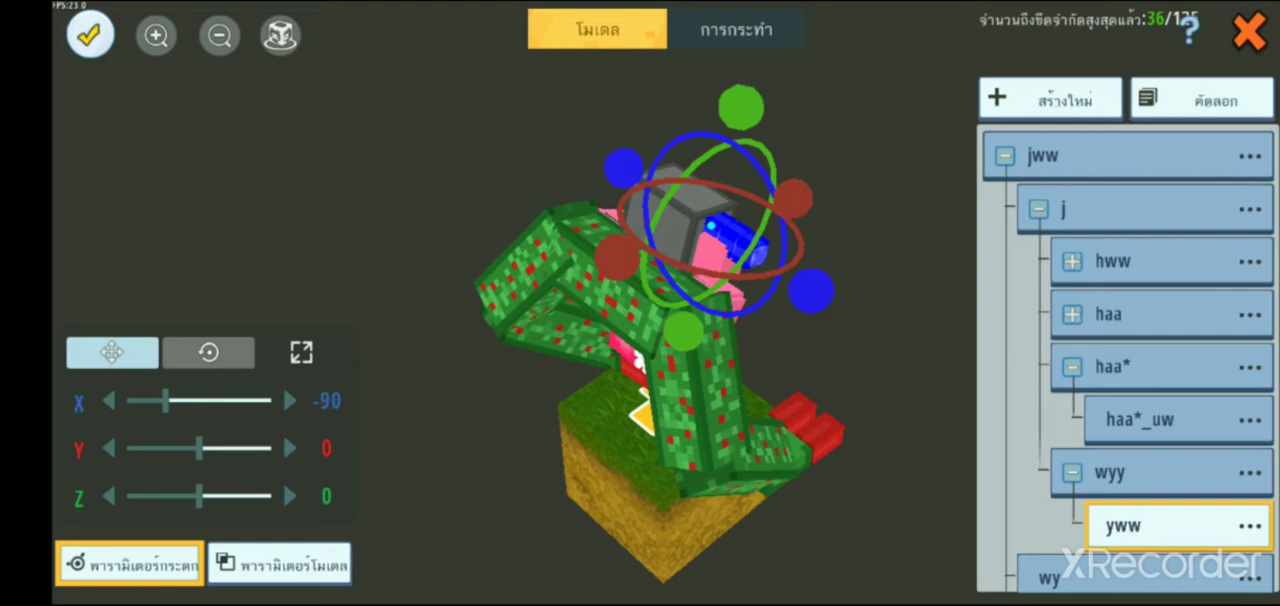 FPS:23.0
โมเดล
การกระทำ
จำนวนถึงขีดจำกัดสูงสุดแล้ว:36/125
?
สร้างใหม่
คัดลอก
jww
j
hww
haa
haa*
haa*_uw
wyy
yww
wy
X -90
Y 0
Z 0
พารามิเตอร์กระดูก
พารามิเตอร์โมเดล
XRecorder